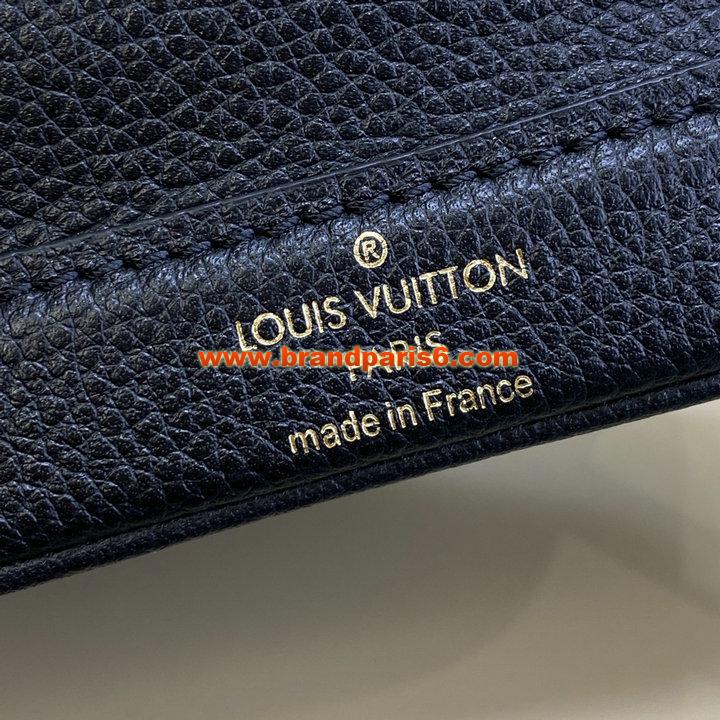 ®
LOUIS VUITTON
www.brandparis6.com
PARIS
made in France